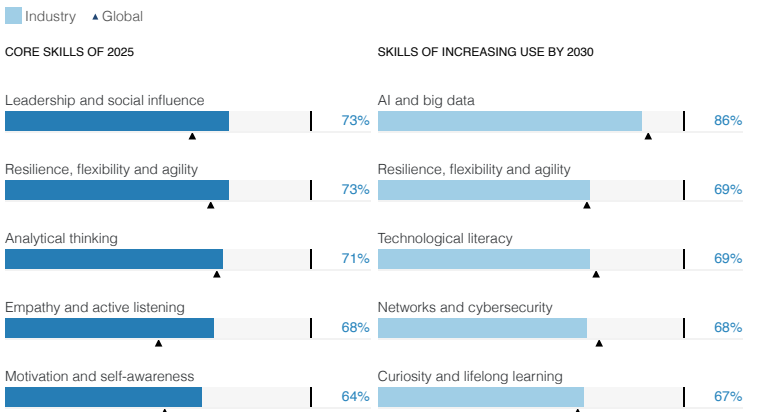 Industry Global
CORE SKILLS OF 2025
Leadership and social influence
73%
Resilience, flexibility and agility
73%
Analytical thinking
71%
Empathy and active listening
68%
Motivation and self-awareness
64%
SKILLS OF INCREASING USE BY 2030
AI and big data
86%
Resilience, flexibility and agility
69%
Technological literacy
69%
Networks and cybersecurity
68%
Curiosity and lifelong learning
67%